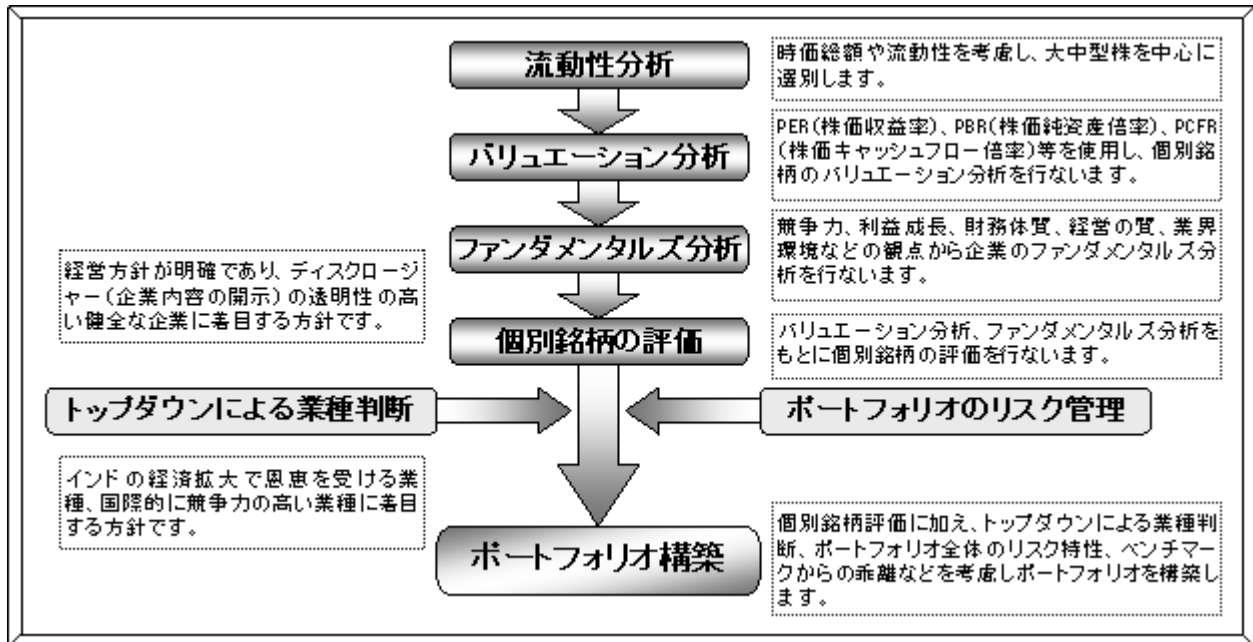 流動性分析
時価総額や流動性を考慮し、大中型株を中心に
選別します。
バリュエーション分析
PER(株価収益率)、PBR(株価純資産倍率)、PCFR
(株価キャッシュフロー倍率)等を使用し、個別銘
柄のバリュエーション分析を行ないます。
ファンダメンタルズ分析
競争力、利益成長、財務体質、経営の質、業界
環境などの観点から企業のファンダメンタルズ分
析を行ないます。
経営方針が明確であり、ディスクロージ
ャー(企業内容の開示)の透明性の高
い健全な企業に着目する方針です。
個別銘柄の評価
バリュエーション分析、ファンダメンタルズ分析を
もとに個別銘柄の評価を行ないます。
トップダウンによる業種判断
ポートフォリオのリスク管理
インドの経済拡大で恩恵を受ける業
種、国際的に競争力の高い業種に着目
する方針です。
ポートフォリオ構築
個別銘柄評価に加え、トップダウンによる業種判
断、ポートフォリオ全体のリスク特性、ベンチマー
クからの乖離などを考慮しポートフォリオを構築し
ます。